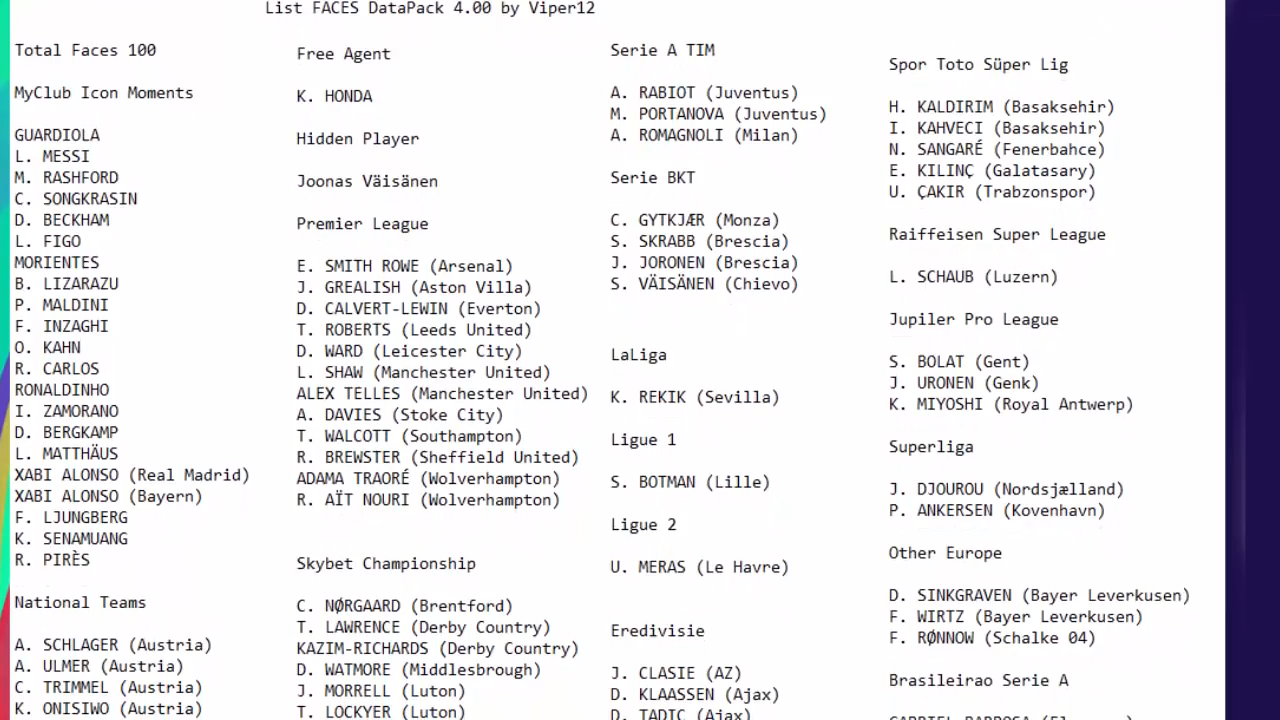 List FACES DataPack 4.00 by Viper12
Total Faces 100
MyClub Icon Moments
GUARDIOLA
L. MESSI
M. RASHFORD
C. SONGKRASIN
D. BECKHAM
L. FIGO
MORIENTES
B. LIZARAZU
P. MALDINI
F. INZAGHI
O. KAHN
R. CARLOS
RONALDINHO
I. ZAMORANO
D. BERGKAMP
L. MATTHÄUS
XABI ALONSO (Real Madrid)
XABI ALONSO (Bayern)
F. LJUNGBERG
K. SENAMUANG
R. PIRÈS
National Teams
A. SCHLAGER (Austria)
A. ULMER (Austria)
C. TRIMMEL (Austria)
K. ONISIWO (Austria)
Free Agent
K. HONDA
Hidden Player
Joonas Väisänen
Premier League
E. SMITH ROWE (Arsenal)
J. GREALISH (Aston Villa)
D. CALVERT-LEWIN (Everton)
T. ROBERTS (Leeds United)
D. WARD (Leicester City)
L. SHAW (Manchester United)
ALEX TELLES (Manchester United)
A. DAVIES (Stoke City)
T. WALCOTT (Southampton)
R. BREWSTER (Sheffield United)
ADAMA TRAORÉ (Wolverhampton)
R. AÏT NOURI (Wolverhampton)
Skybet Championship
C. NØRGAARD (Brentford)
T. LAWRENCE (Derby Country)
KAZIM-RICHARDS (Derby Country)
D. WATMORE (Middlesbrough)
J. MORRELL (Luton)
T. LOCKYER (Luton)
Serie A TIM
A. RABIOT (Juventus)
M. PORTANOVA (Juventus)
A. ROMAGNOLI (Milan)
Serie BKT
C. GYTKJÆR (Monza)
S. SKRABB (Brescia)
J. JORONEN (Brescia)
S. VÄISÄNEN (Chievo)
LaLiga
K. REKIK (Sevilla)
Ligue 1
S. BOTMAN (Lille)
Ligue 2
U. MERAS (Le Havre)
Eredivisie
J. CLASIE (AZ)
D. KLAASSEN (Ajax)
D. TADIC (Ajax)
Spor Toto Süper Lig
H. KALDIRIM (Basaksehir)
I. KAHVECI (Basaksehir)
N. SANGARÉ (Fenerbahce)
E. KILINÇ (Galatasary)
U. ÇAKIR (Trabzonspor)
Raiffeisen Super League
L. SCHAUB (Luzern)
Jupiler Pro League
S. BOLAT (Gent)
J. URONEN (Genk)
K. MIYOSHI (Royal Antwerp)
Superliga
J. DJOUROU (Nordsjælland)
P. ANKERSEN (Kovenhavn)
Other Europe
D. SINKGRAVEN (Bayer Leverkusen)
F. WIRTZ (Bayer Leverkusen)
F. RØNNOW (Schalke 04)
Brasileirao Serie A
GABRIEL BARBOSA